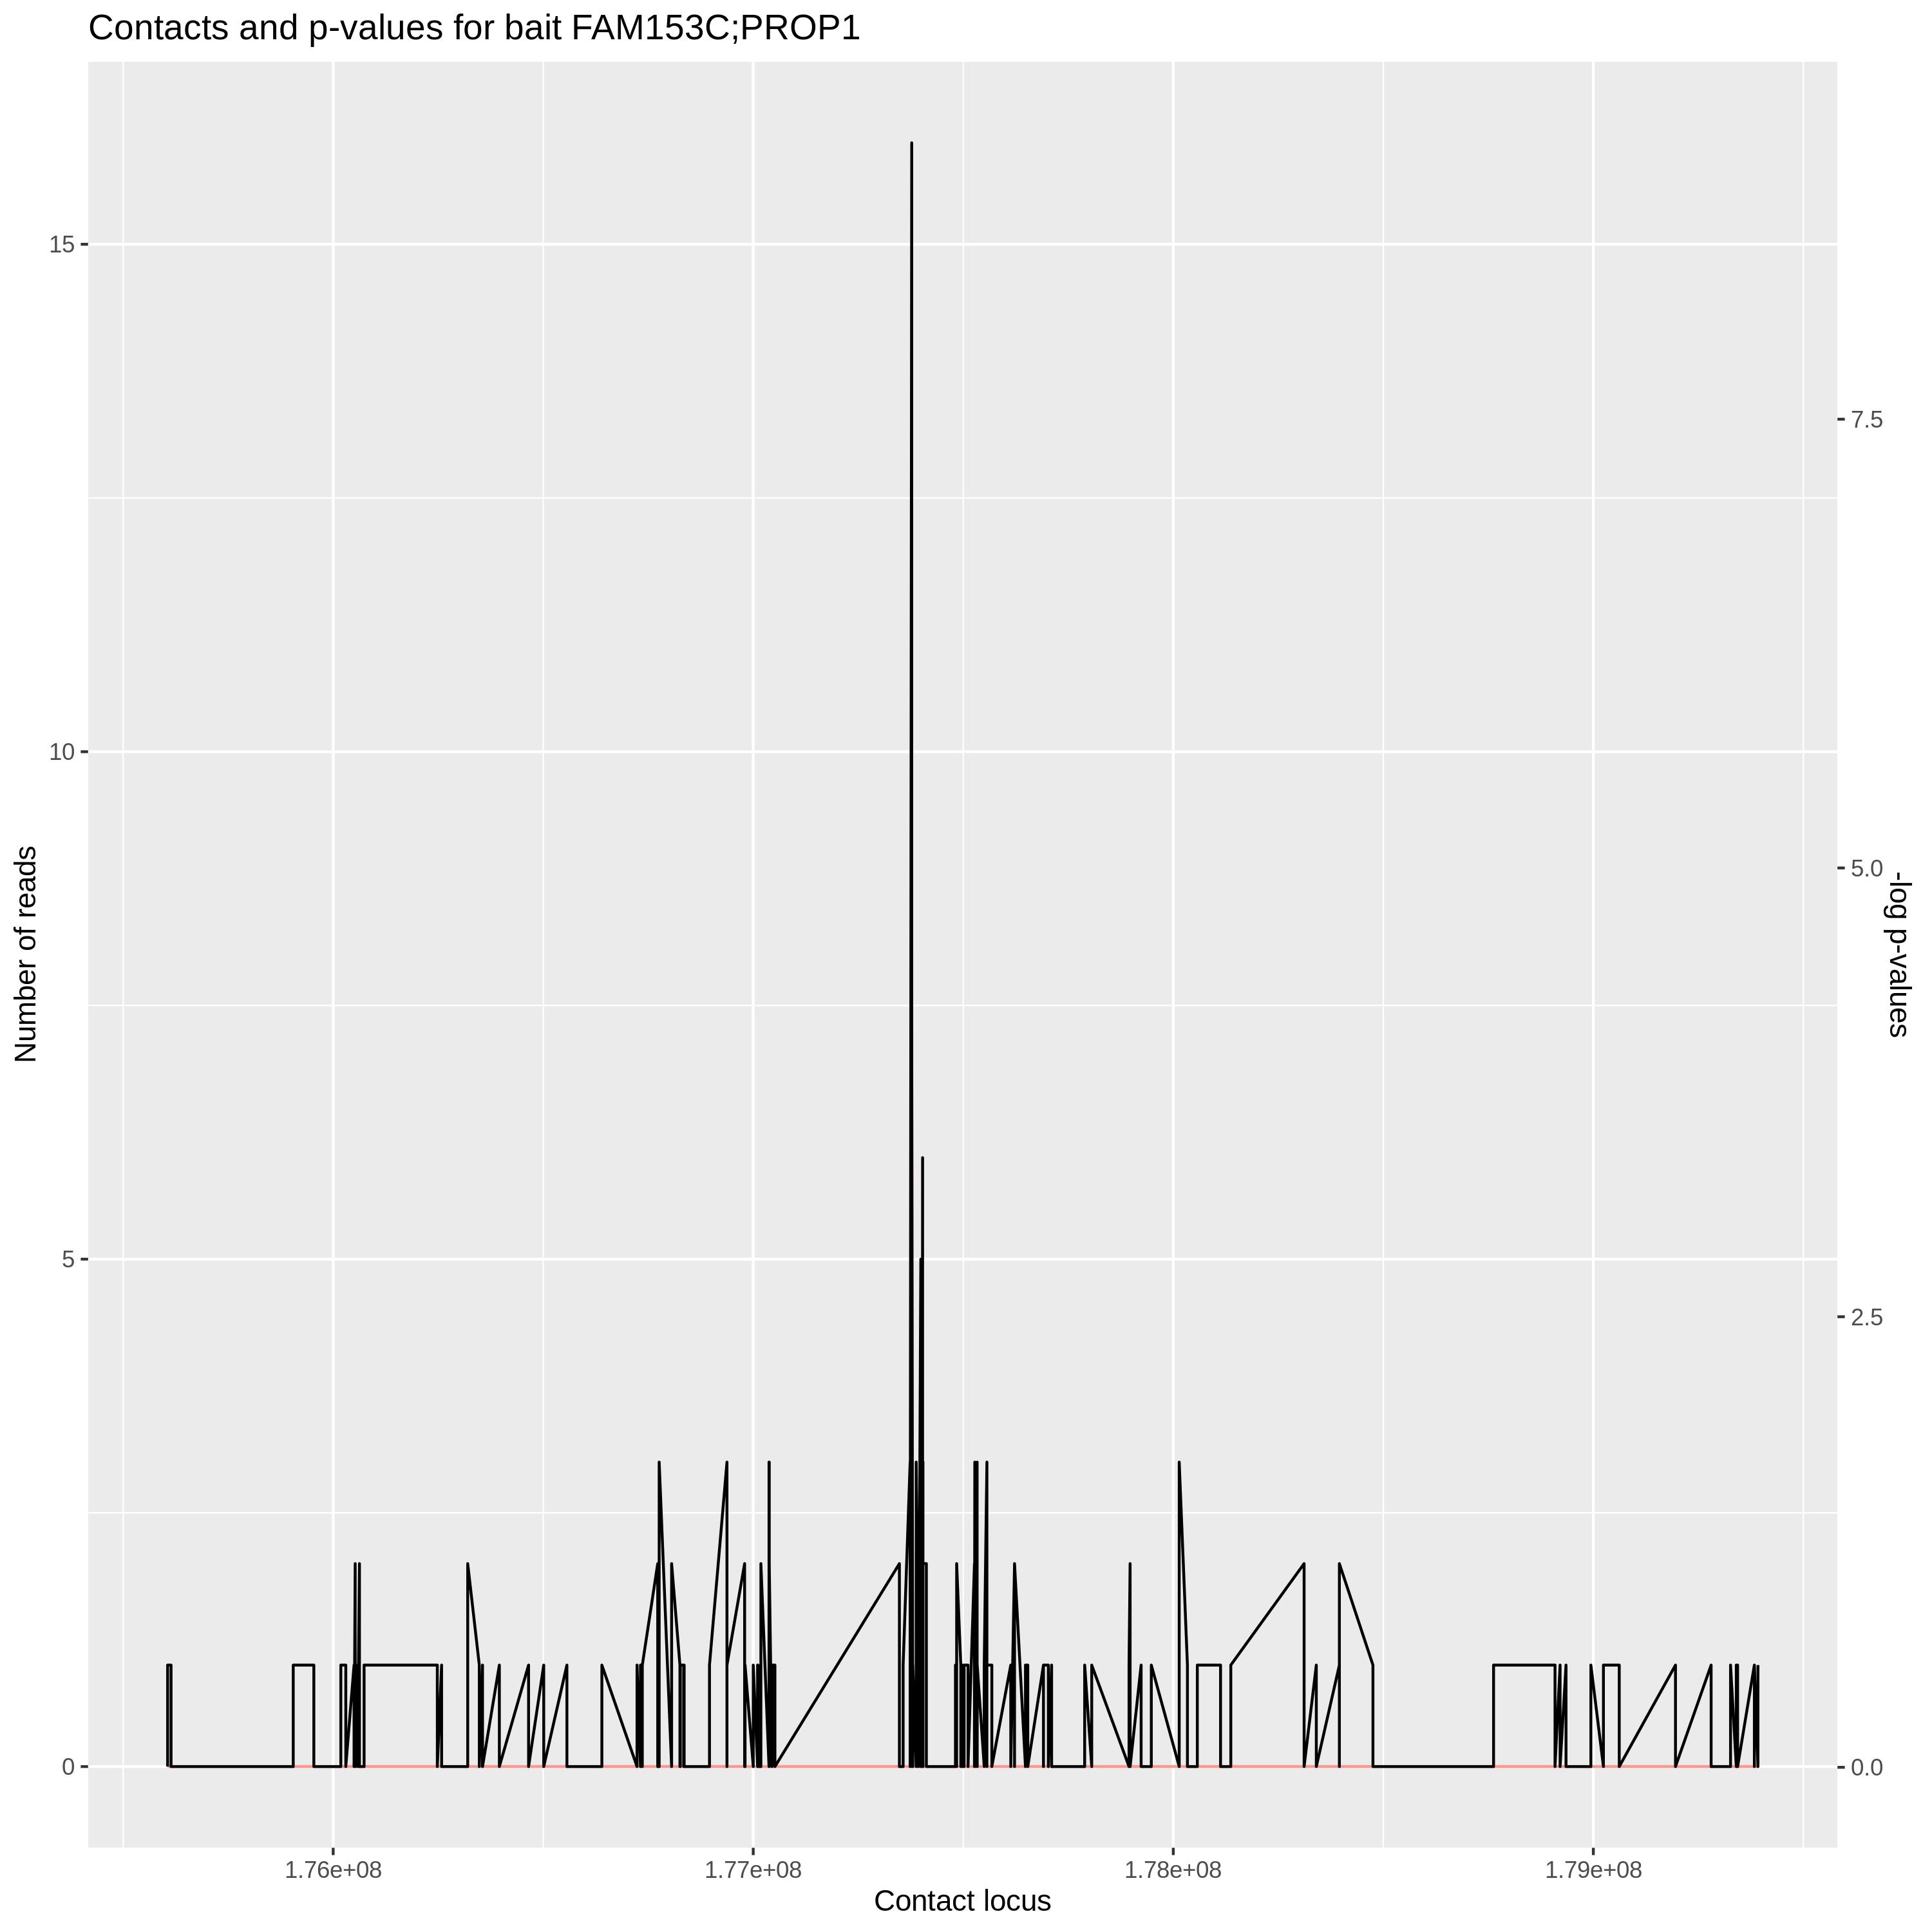 Contacts and p-values for bait FAM153C;PROP1
15
10
5
0
Number of reads
7.5
5.0
2.5
0.0
-log p-values
1.76e+08
1.77e+08
1.78e+08
1.79e+08
Contact locus